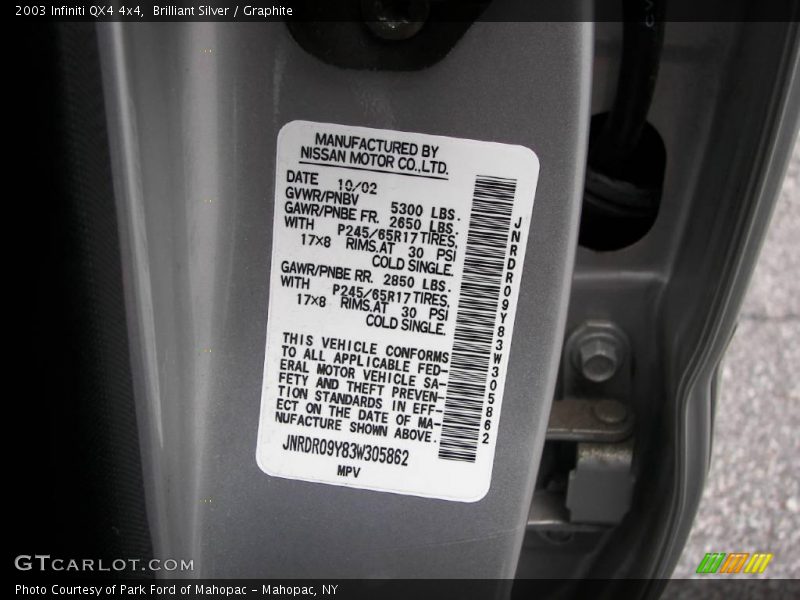 2003 Infiniti QX4 4x4,  Brilliant Silver / Graphite
MANUFACTURED BY
NISSAN MOTOR CO.,LTD.
DATE 10/02
GVWR/PNBV 5300 LBS.
GAWR/PNBE FR. 2650 LBS.
WITH P245/65R17 TIRES,
17×8 RIMS,AT 30 PSI
COLD SINGLE.
GAWR/PNBE RR. 2850 LBS.
WITH P245/65R17 TIRES,
17×8 RIMS,AT 30 PSI
COLD SINGLE.
THIS VEHICLE CONFORMS
TO ALL APPLICABLE FED-
ERAL MOTOR VEHICLE SA-
FETY AND THEFT PREVEN-
TION STANDARDS IN EFF-
ECT ON THE DATE OF MA-
NUFACTURE SHOWN ABOVE.
JNRDR09Y83W305862
MPV
JNRDR09Y83W305862
GTCARLOT.COM
Photo Courtesy of Park Ford of Mahopac - Mahopac, NY